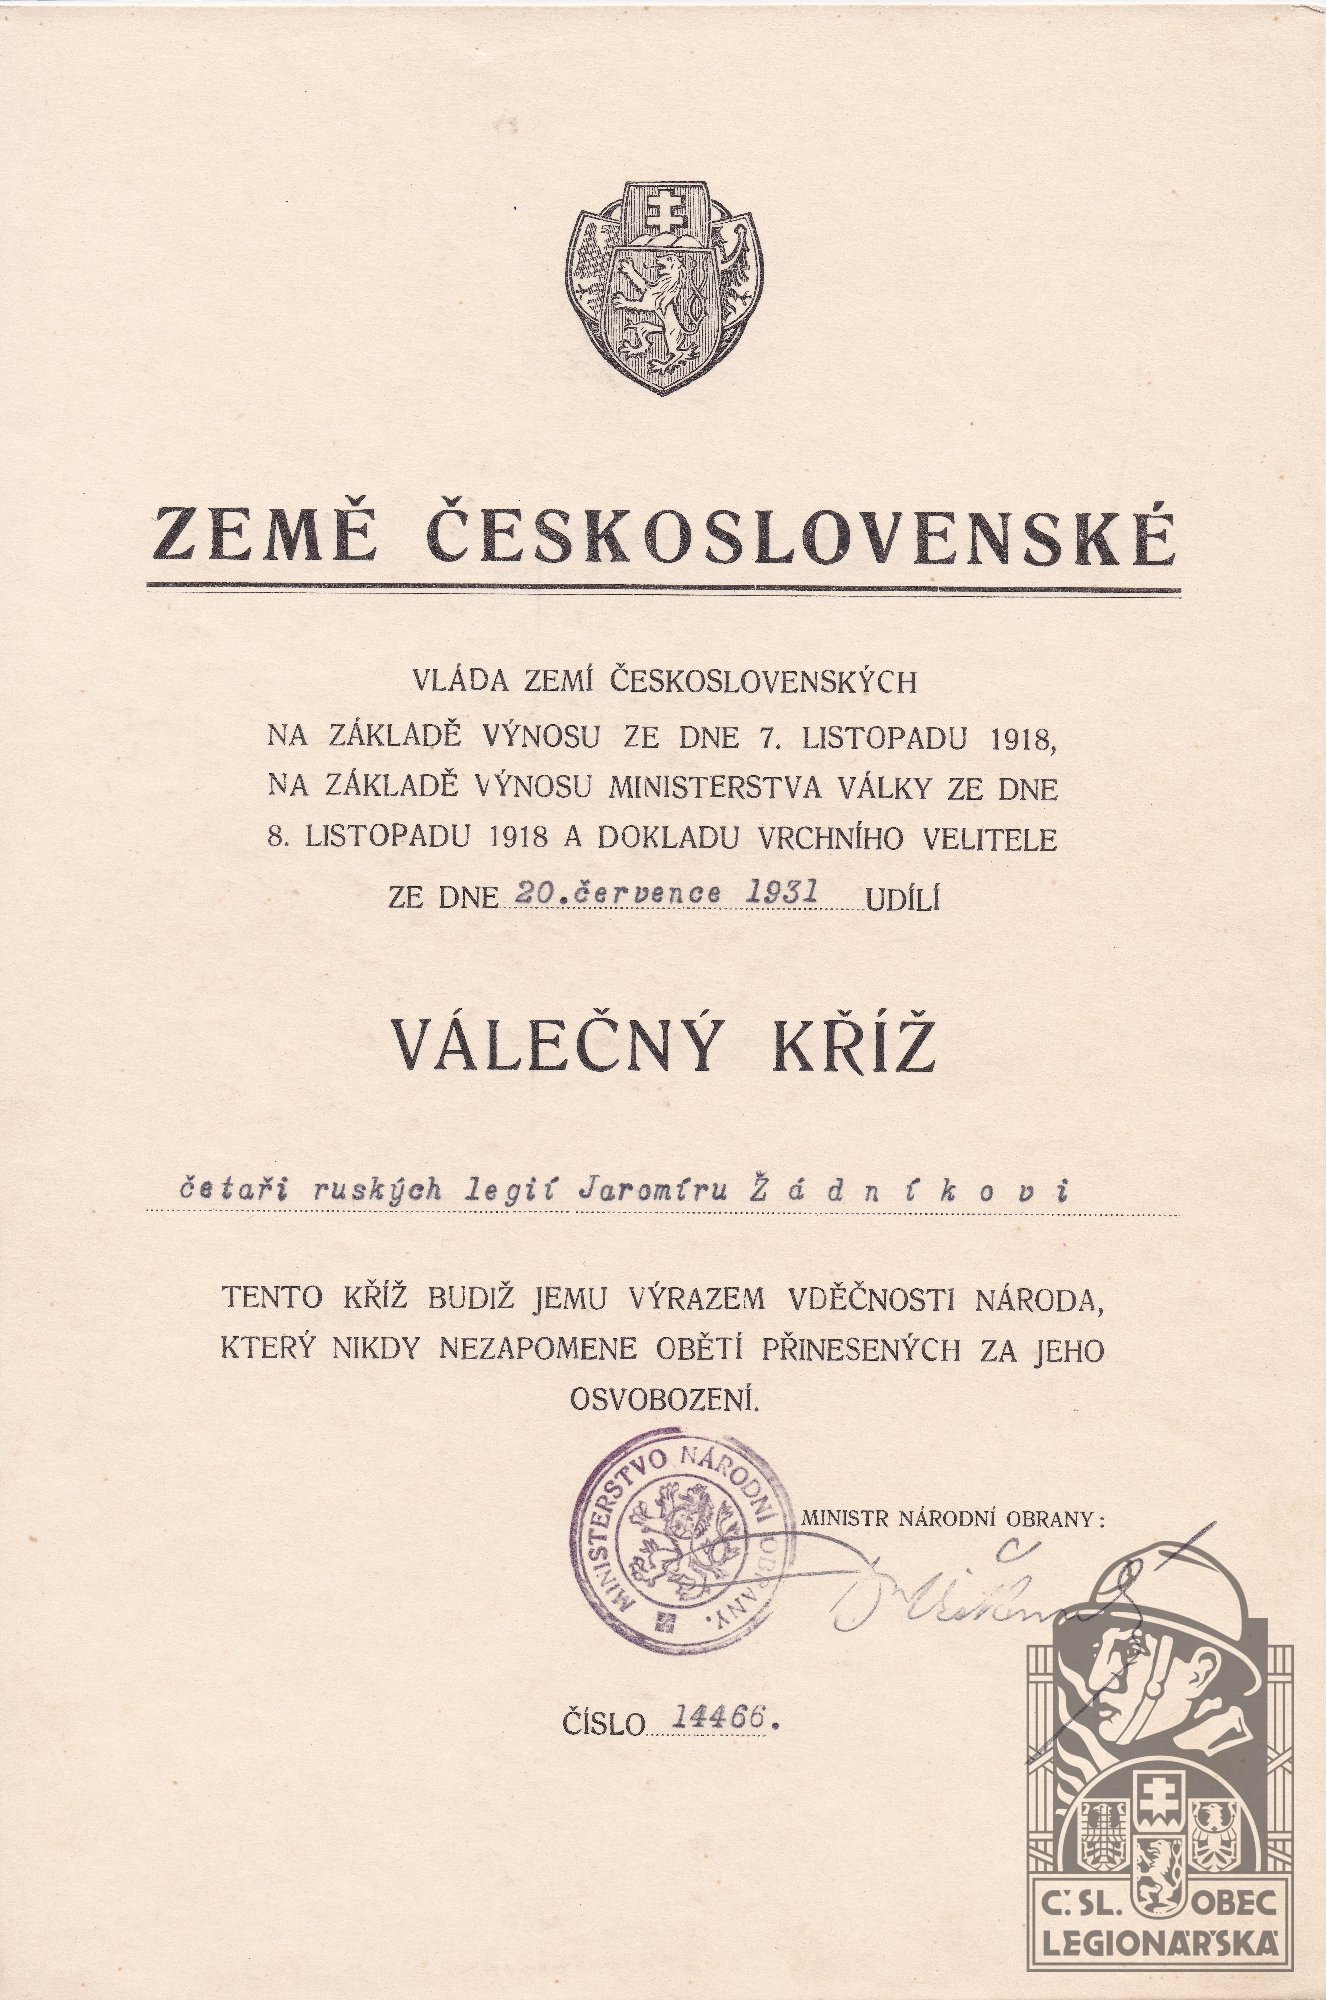 ZEMĚ ČESKOSLOVENSKÉ
VLÁDA ZEMÍ ČESKOSLOVENSKÝCH
NA ZÁKLADĚ VÝNOSU ZE DNE 7. LISTOPADU 1918,
NA ZÁKLADĚ VÝNOSU MINISTERSTVA VÁLKY ZE DNE
8. LISTOPADU 1918 A DOKLADU VRCHNÍHO VELITELE
ZE DNE 20.července 1931 UDÍLÍ
VÁLEČNÝ KŘÍŽ
četaři ruských legií Jaromíru Žádníkovi
TENTO KŘÍŽ BUDIŽ JEMU VÝRAZEM VDĚČNOSTI NÁRODA,
KTERÝ NIKDY NEZAPOMENE OBĚTÍ PŘINESENÝCH ZA JEHO
OSVOBOZENÍ.
MINISTERSTVO NÁRODNÍ OBRANY.
MINISTR NÁRODNÍ OBRANY:
ČÍSLO 14466.
Č. SL. OBEC
LEGIONÁŘSKÁ